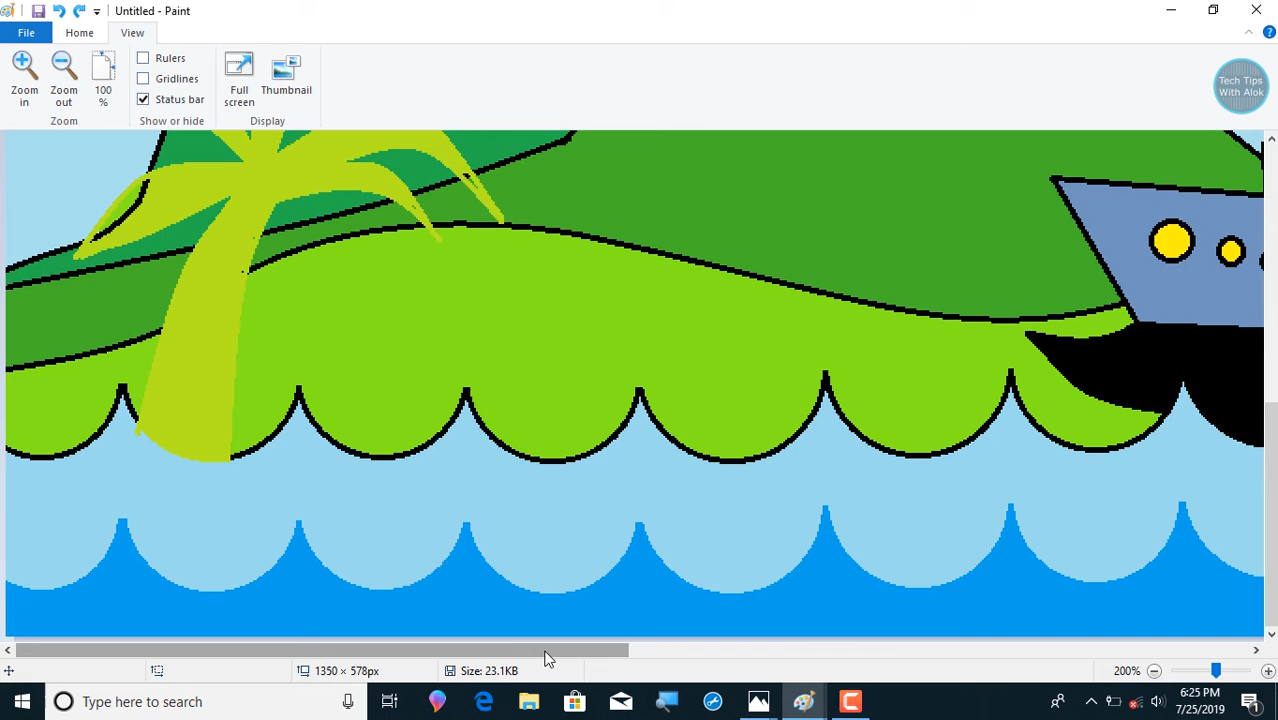 Untitled - Paint
File Home View
Zoom in
Zoom out
100 %
Rulers
Gridlines
Status bar
Full screen
Thumbnail
Zoom
Show or hide
Display
Tech Tips
With Alok
1350 × 578px
Size: 23.1KB
200%
Type here to search
6:25 PM
7/25/2019
1